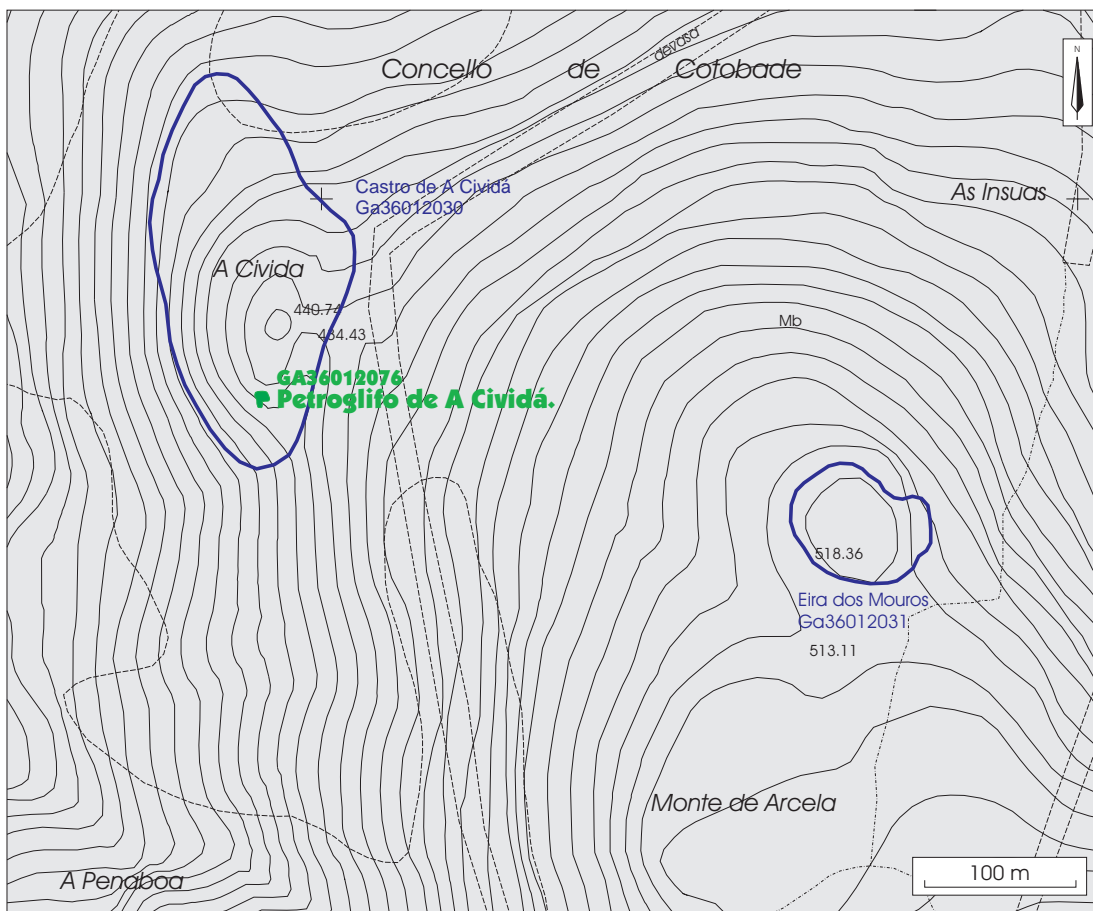 devasa
Concello de Cotobade
N
Castro de A Cividá
Ga36012030
As Insuas
A Civida
440.74
434.43
Mb
GA36012076
Petroglifo de A Cividá.
518.36
Eira dos Mouros
Ga36012031
513.11
Monte de Arcela
100 m
A Penaboa